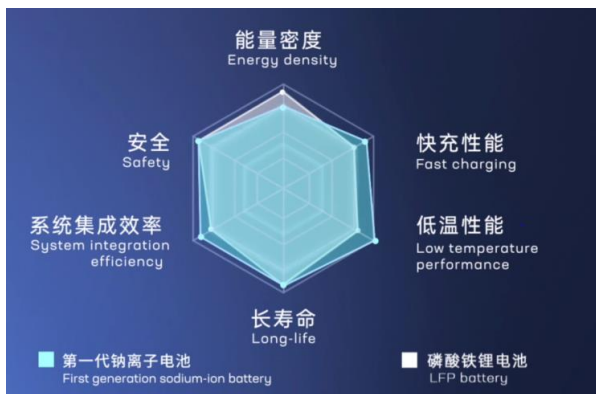 能量密度
Energy density
安全
Safety
快充性能
Fast charging
系统集成效率
System integration
efficiency
低温性能
Low temperature
performance
长寿命
Long-life
第一代钠离子电池
First generation sodium-ion battery
磷酸铁锂电池
LFP battery